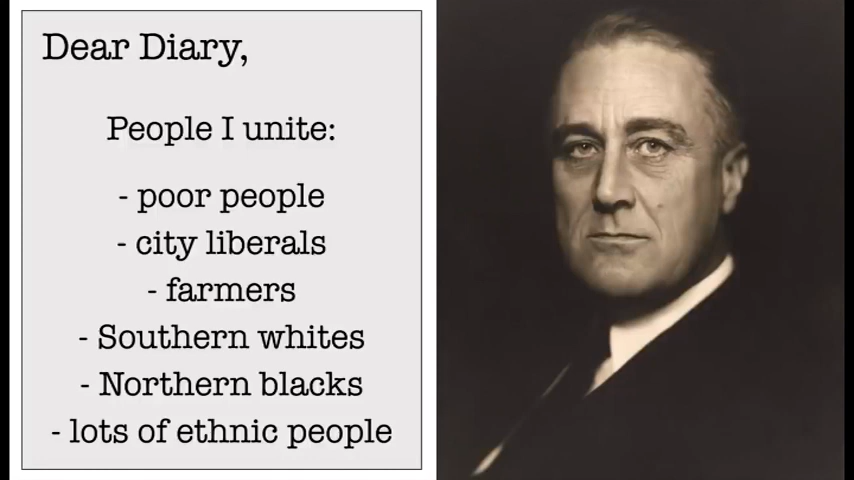 Dear Diary,
People I unite:
- poor people
- city liberals
- farmers
- Southern whites
- Northern blacks
- lots of ethnic people